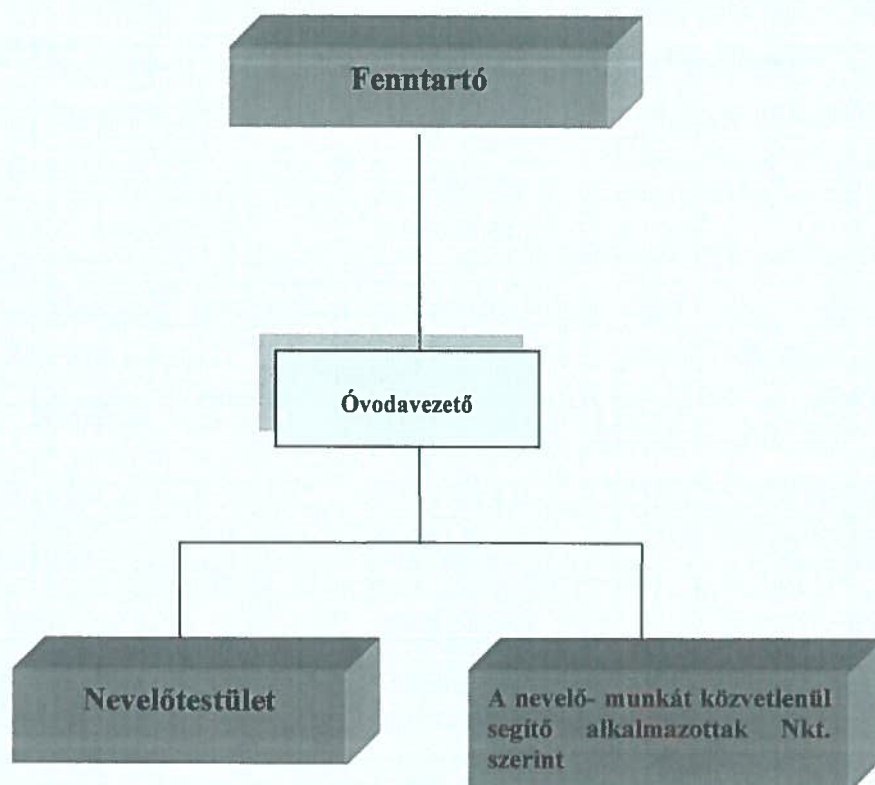 Fenntartó
Óvodavezető
Nevelőtestület
A nevelő- munkát közvetlenül
segítő alkalmazottak Nkt.
szerint